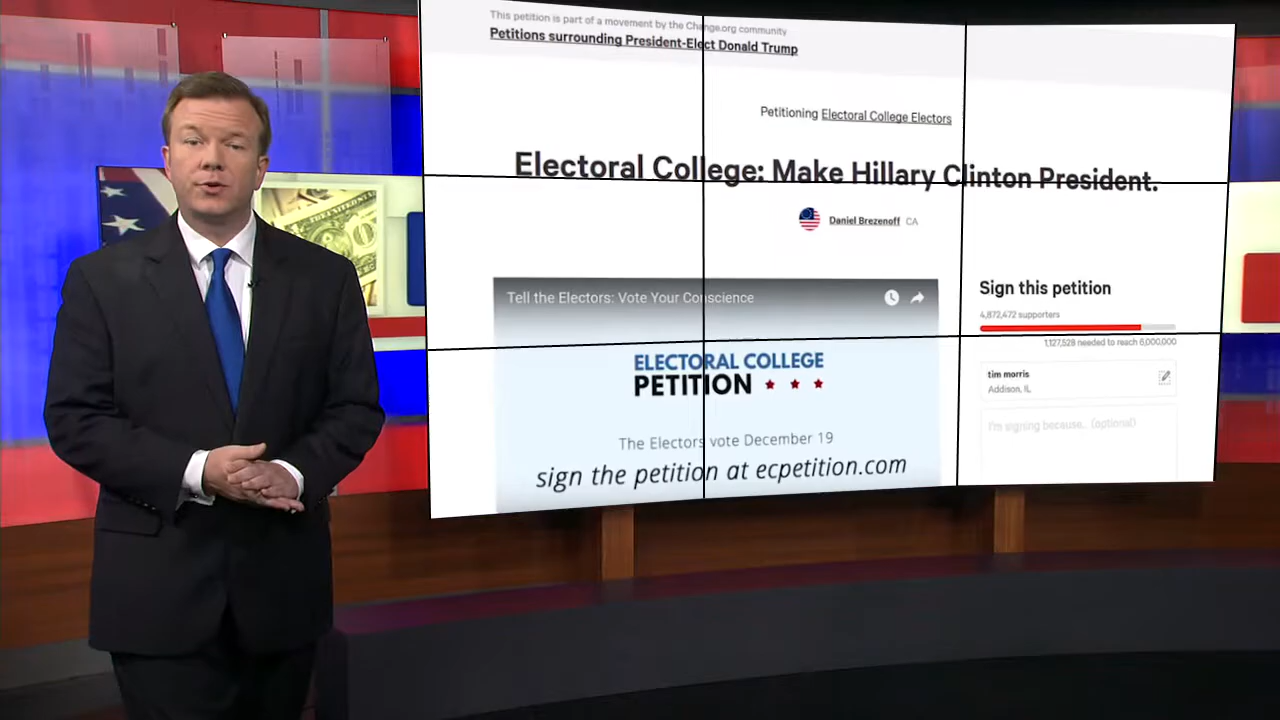 This petition is part of a movement by the Change.org community
Petitions surrounding President-Elect Donald Trump
Petitioning Electoral College Electors
Electoral College: Make Hillary Clinton President.
Daniel Brezenoff CA
Tell the Electors: Vote Your Conscience
ELECTORAL COLLEGE
PETITION
The Electors vote December 19
sign the petition at ecpetition.com
Sign this petition
4,872,472 supporters
1,127,528 needed to reach 6,000,000
tim morris
Addison, IL
I'm signing because... (optional)